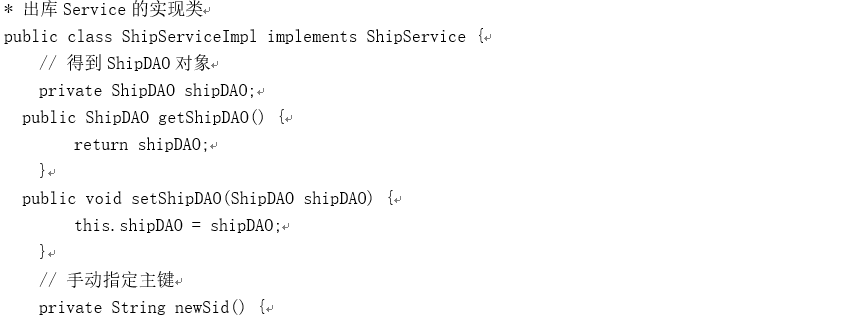 * 出库 Service 的实现类
public class ShipServiceImpl implements ShipService {
// 得到 ShipDAO 对象
private ShipDAO shipDAO;
public ShipDAO getShipDAO() {
return shipDAO;
}
public void setShipDAO(ShipDAO shipDAO) {
this.shipDAO = shipDAO;
}
// 手动指定主键
private String newSid() {